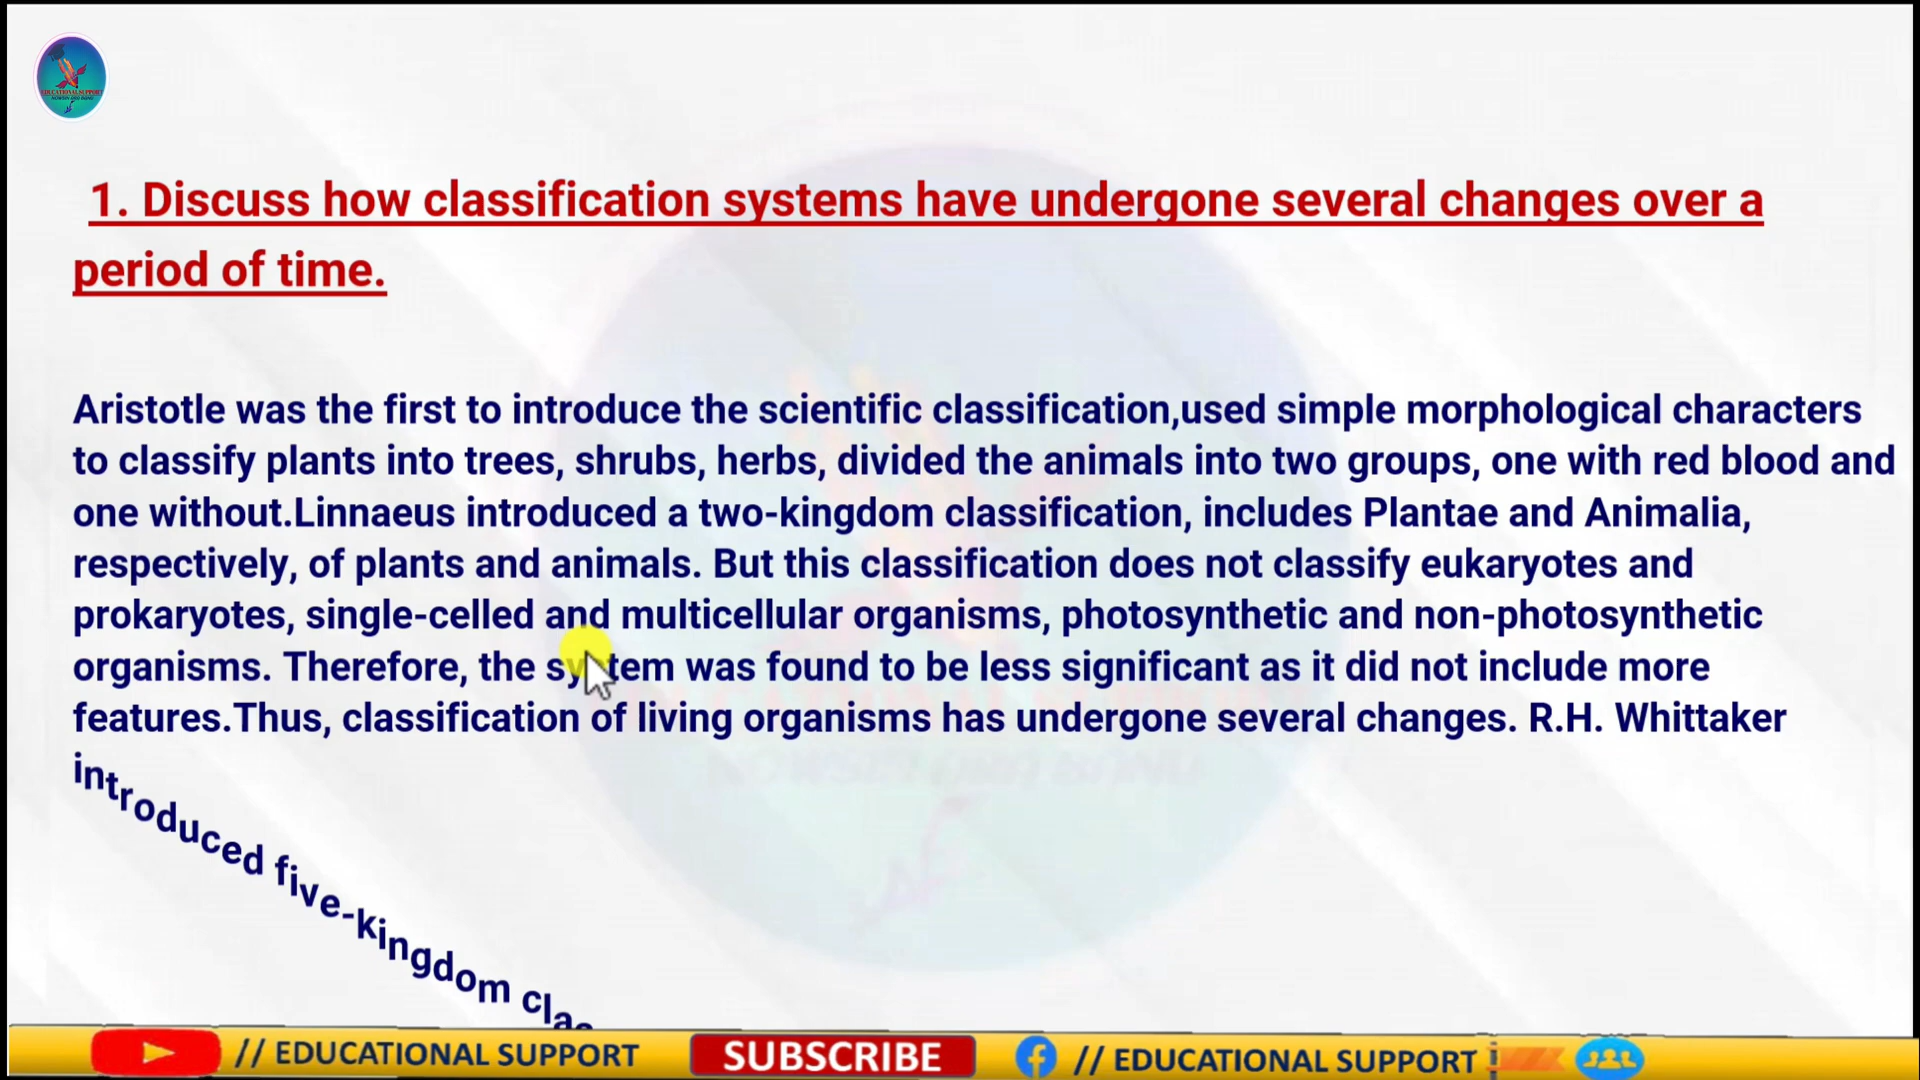 EDUCATIONAL SUPPORT
1. Discuss how classification systems have undergone several changes over a
period of time.
Aristotle was the first to introduce the scientific classification,used simple morphological characters
to classify plants into trees, shrubs, herbs, divided the animals into two groups, one with red blood and
one without.Linnaeus introduced a two-kingdom classification, includes Plantae and Animalia,
respectively, of plants and animals. But this classification does not classify eukaryotes and
prokaryotes, single-celled and multicellular organisms, photosynthetic and non-photosynthetic
organisms. Therefore, the system was found to be less significant as it did not include more
features.Thus, classification of living organisms has undergone several changes. R.H. Whittaker
introduced five-kingdom clas
// EDUCATIONAL SUPPORT SUBSCRIBE // EDUCATIONAL SUPPORT